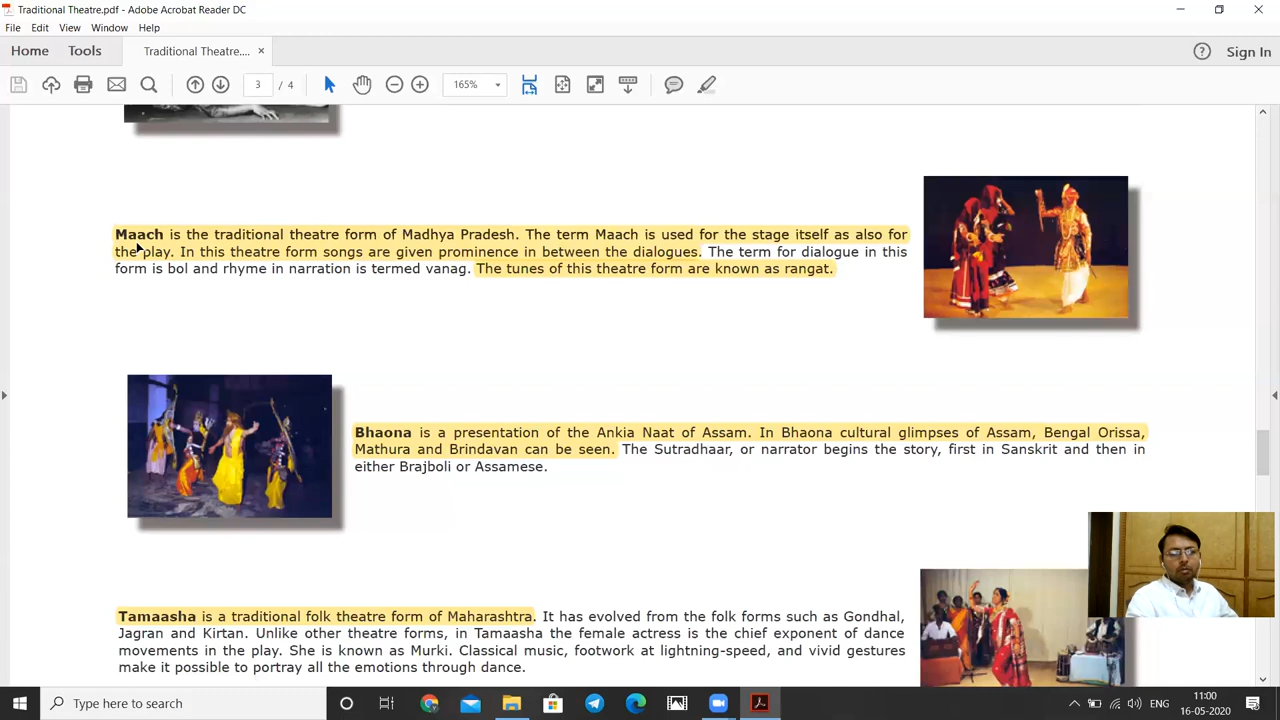 Traditional Theatre.pdf - Adobe Acrobat Reader DC
File Edit View Window Help
Home Tools Traditional Theatre.... × Sign In
3 / 4 165%
Maach is the traditional theatre form of Madhya Pradesh. The term Maach is used for the stage itself as also for
the play. In this theatre form songs are given prominence in between the dialogues. The term for dialogue in this
form is bol and rhyme in narration is termed vanag. The tunes of this theatre form are known as rangat.
Bhaona is a presentation of the Ankia Naat of Assam. In Bhaona cultural glimpses of Assam, Bengal Orissa,
Mathura and Brindavan can be seen. The Sutradhaar, or narrator begins the story, first in Sanskrit and then in
either Brajboli or Assamese.
Tamaasha is a traditional folk theatre form of Maharashtra. It has evolved from the folk forms such as Gondhal,
Jagran and Kirtan. Unlike other theatre forms, in Tamaasha the female actress is the chief exponent of dance
movements in the play. She is known as Murki. Classical music, footwork at lightning-speed, and vivid gestures
make it possible to portray all the emotions through dance.
Type here to search
ENG
11:00
16-05-2020